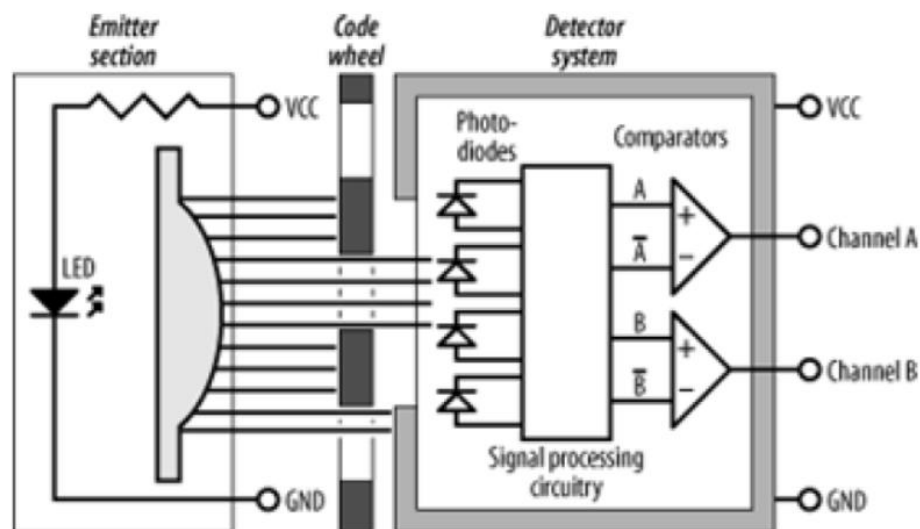 Emitter
section
Code
wheel
Detector
system
VCC
LED
GND
Photo-
diodes
Comparators
A
A̅
B
B̅
Signal processing
circuitry
VCC
Channel A
Channel B
GND